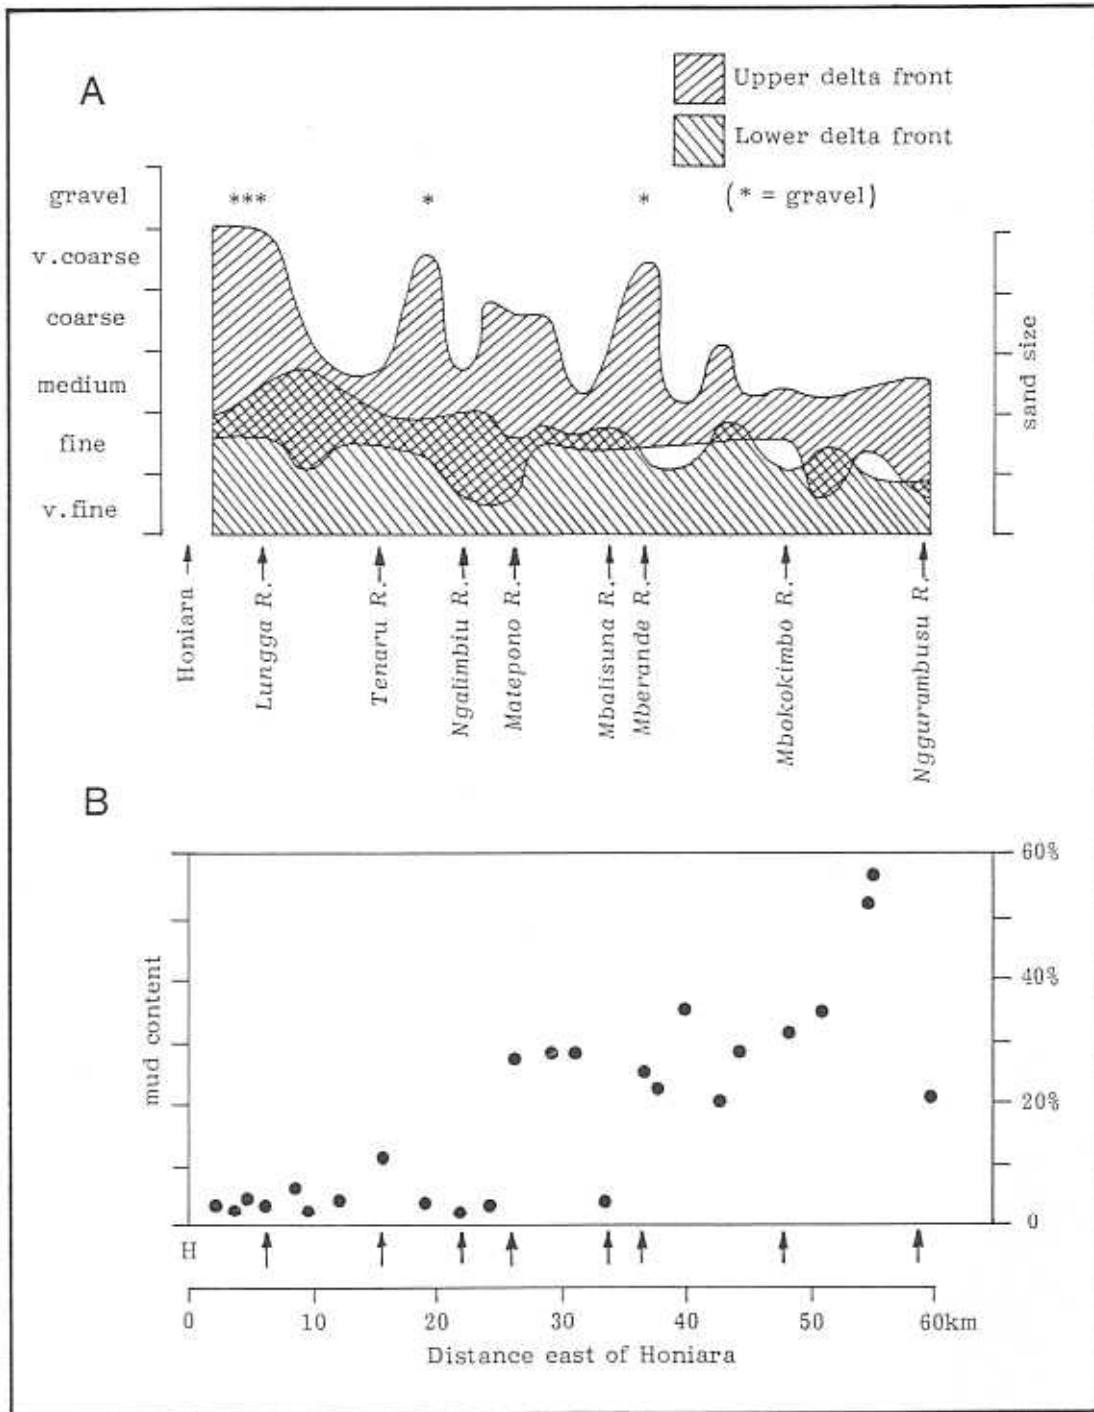 A
Upper delta front
Lower delta front
(* = gravel)
gravel
***
*
*
v.coarse
coarse
medium
fine
v.fine
sand size
Honiara
Lungga R.
Tenaru R.
Ngalimbiu R.
Matepono R.
Mbalisuna R.
Mberande R.
Mbokokimbo R.
Nggurambusu R.
B
mud content
60%
40%
20%
0
H
0
10
20
30
40
50
60km
Distance east of Honiara